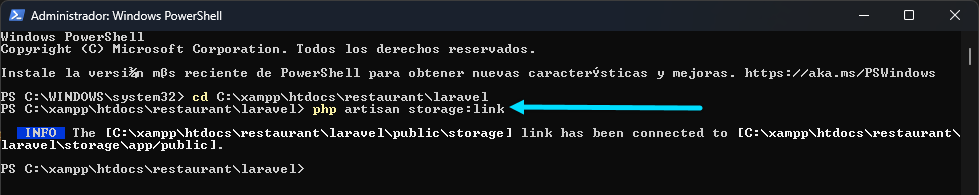 Administrador: Windows PowerShell
Windows PowerShell
Copyright (C) Microsoft Corporation. Todos los derechos reservados.
Instale la versi¾n mßs reciente de PowerShell para obtener nuevas caracterÝsticas y mejoras. https://aka.ms/PSWindows
PS C:\WINDOWS\system32> cd C:\xampp\htdocs\restaurant\laravel
PS C:\xampp\htdocs\restaurant\laravel> php artisan storage:link
INFO The [C:\xampp\htdocs\restaurant\laravel\public\storage] link has been connected to [C:\xampp\htdocs\restaurant\
laravel\storage\app/public].
PS C:\xampp\htdocs\restaurant\laravel>